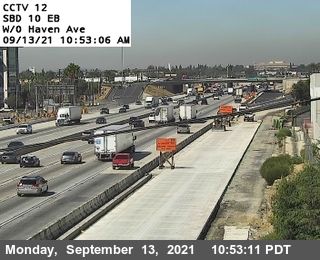 CCTV 12
SBD 10 EB
W/O Haven Ave
09/13/21 10:53:06 AM
Monday, September 13, 2021 10:53:11 PDT